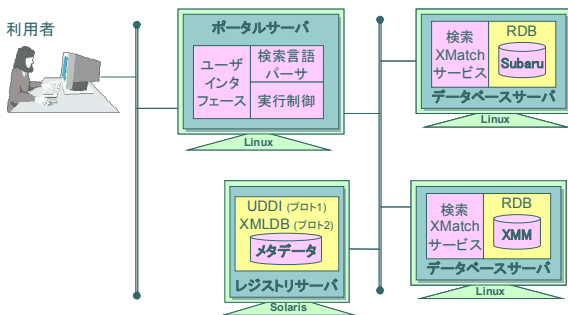 利用者
ポータルサーバ
ユーザ
インタ
フェース
検索言語
パーサ
実行制御
Linux
検索
XMatch
サービス
RDB
Subaru
データベースサーバ
Linux
UDDI (プロト1)
XMLDB (プロト2)
メタデータ
レジストリサーバ
Solaris
検索
XMatch
サービス
RDB
XMM
データベースサーバ
Linux